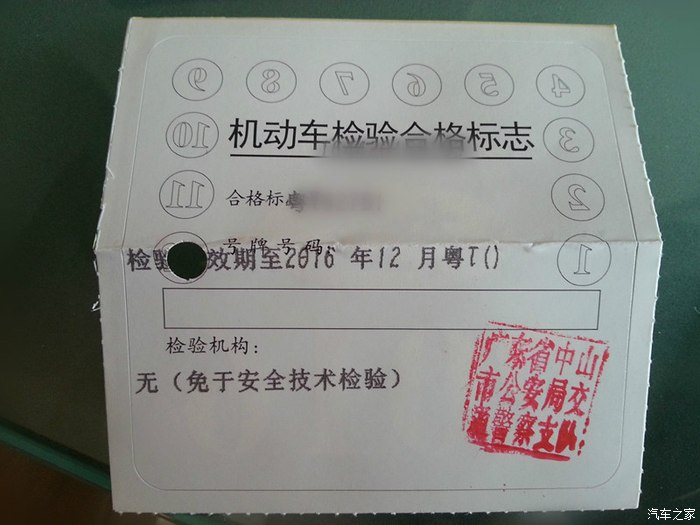 9 8 7 6 5 4
机动车检验合格标志
10 3
合格标 粤
11 2
号牌号码:
检验 效期至2016 年12 月粤T()
1
检验机构:
无（免于安全技术检验）
广东省中山
市公安局交
通警察支队
汽车之家